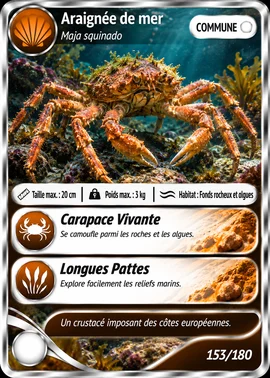 Araignée de mer
COMMUNE
Maja squinado
Taille max. : 20 cm
Poids max. : 3 kg
Habitat : Fonds rocheux et algues
Carapace Vivante
Se camoufle parmi les roches et les algues.
Longues Pattes
Explore facilement les reliefs marins.
Un crustacé imposant des côtes européennes.
153/180